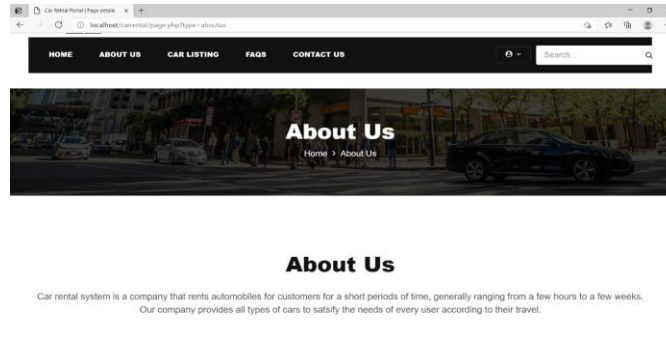 Car Rental Portal | Page details
localhost/carrental/page.php?type=aboutus
HOME ABOUT US CAR LISTING FAQS CONTACT US Search...
About Us
Home > About Us
About Us
Car rental system is a company that rents automobiles for customers for a short periods of time, generally ranging from a few hours to a few weeks.
Our company provides all types of cars to satsify the needs of every user according to their travel.